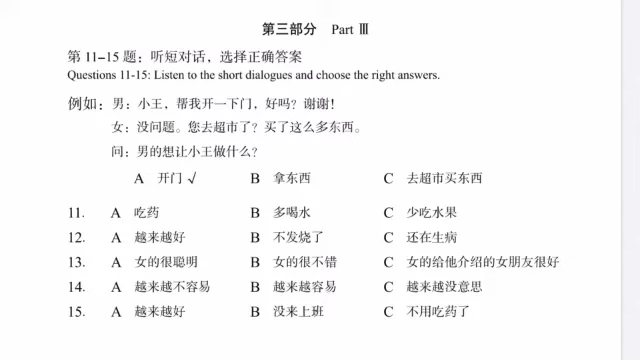 第三部分 Part Ⅲ
第 11-15 题：听短对话，选择正确答案
Questions 11-15: Listen to the short dialogues and choose the right answers.
例如：男：小王，帮我开一下门，好吗？谢谢！
女：没问题。您去超市了？买了这么多东西。
问：男的想让小王做什么？
A 开门 √ B 拿东西 C 去超市买东西
11. A 吃药 B 多喝水 C 少吃水果
12. A 越来越好 B 不发烧了 C 还在生病
13. A 女的很聪明 B 女的很不错 C 女的给他介绍的女朋友很好
14. A 越来越不容易 B 越来越容易 C 越来越没意思
15. A 越来越好 B 没来上班 C 不用吃药了